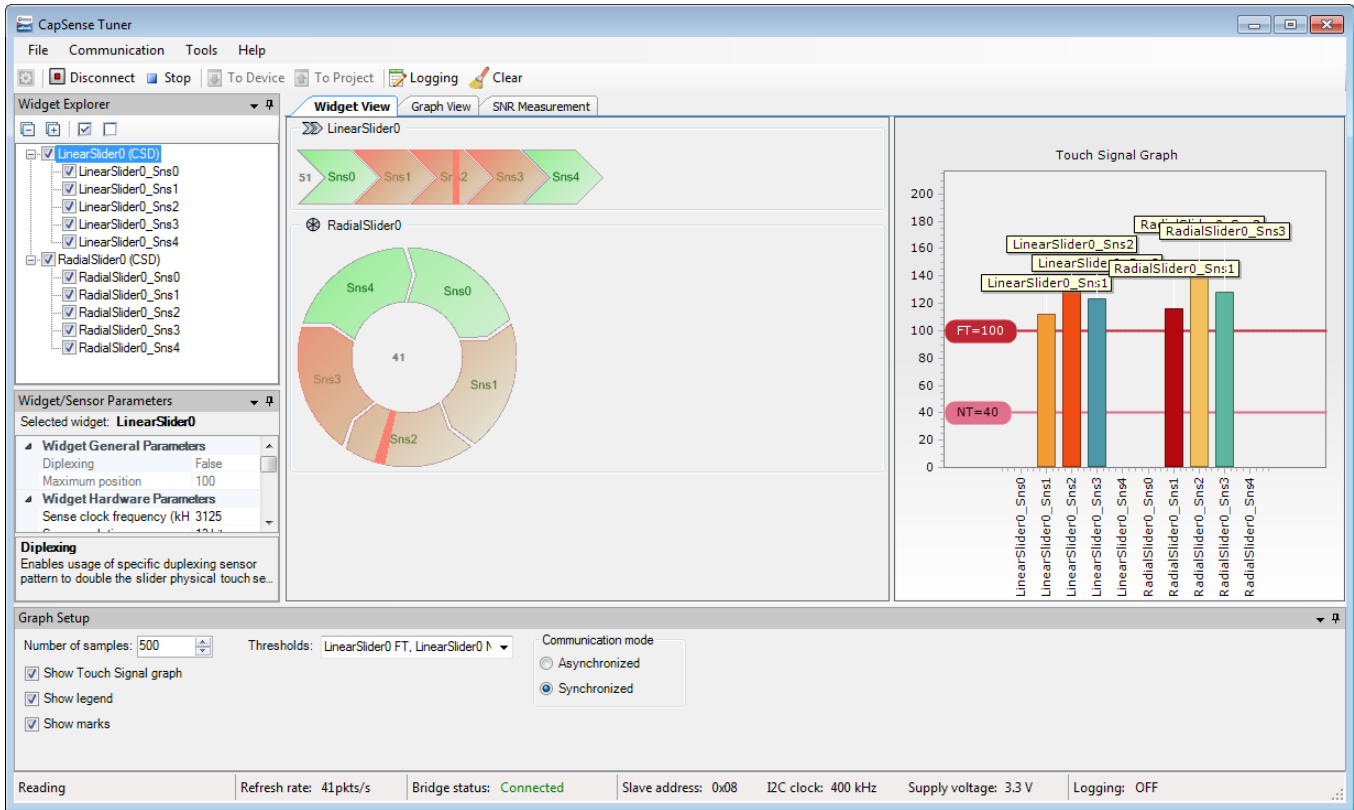 CapSense Tuner
File Communication Tools Help
Disconnect Stop To Device To Project Logging Clear
Widget Explorer
LinearSlider0 (CSD)
LinearSlider0_Sns0
LinearSlider0_Sns1
LinearSlider0_Sns2
LinearSlider0_Sns3
LinearSlider0_Sns4
RadialSlider0 (CSD)
RadialSlider0_Sns0
RadialSlider0_Sns1
RadialSlider0_Sns2
RadialSlider0_Sns3
RadialSlider0_Sns4
Widget/Sensor Parameters
Selected widget: LinearSlider0
Widget General Parameters
Diplexing False
Maximum position 100
Widget Hardware Parameters
Sense clock frequency (kH 3125
Diplexing
Enables usage of specific duplexing sensor
pattern to double the slider physical touch se...
Widget View Graph View SNR Measurement
LinearSlider0
51 Sns0 Sns1 Sns2 Sns3 Sns4
RadialSlider0
Sns4 Sns0
41
Sns3 Sns1
Sns2
Touch Signal Graph
200
180
160
140
120
100
80
60
40
20
0
RadialSlider0_Sns3
LinearSlider0_Sns2
RadialSlider0_Sns1
LinearSlider0_Sns1
FT=100
NT=40
LinearSlider0_Sns0
LinearSlider0_Sns1
LinearSlider0_Sns2
LinearSlider0_Sns3
LinearSlider0_Sns4
RadialSlider0_Sns0
RadialSlider0_Sns1
RadialSlider0_Sns2
RadialSlider0_Sns3
RadialSlider0_Sns4
Graph Setup
Number of samples: 500 Thresholds: LinearSlider0 FT, LinearSlider0 N
Show Touch Signal graph
Show legend
Show marks
Communication mode
Asynchronized
Synchronized
Reading Refresh rate: 41pkts/s Bridge status: Connected Slave address: 0x08 I2C clock: 400 kHz Supply voltage: 3.3 V Logging: OFF